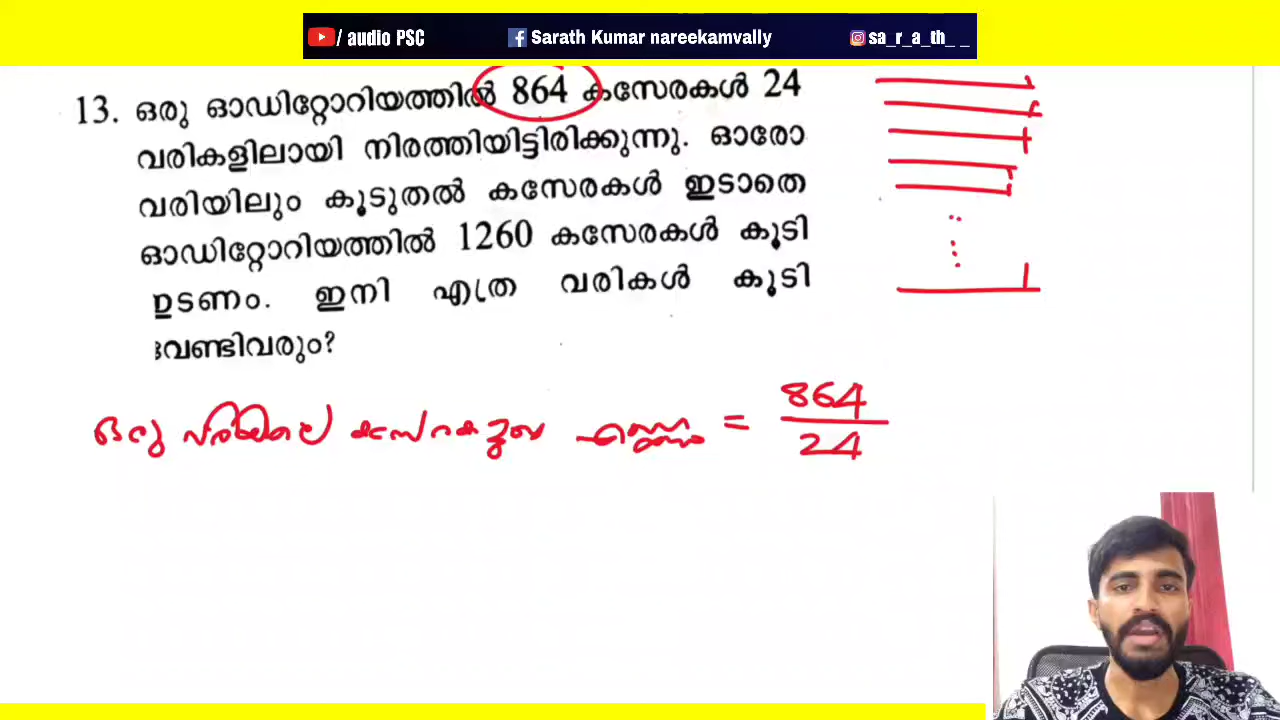 / audio PSC Sarath Kumar nareekamvally sa_r_a_th_ _
13. ഒരു ഓഡിറ്റോറിയത്തിൽ 864 കസേരകൾ 24
വരികളിലായി നിരത്തിയിട്ടിരിക്കുന്നു. ഓരോ
വരിയിലും കൂടുതൽ കസേരകൾ ഇടാതെ
ഓഡിറ്റോറിയത്തിൽ 1260 കസേരകൾ കൂടി
ഇടണം. ഇനി എത്ര വരികൾ കൂടി
വേണ്ടിവരും?
ഒരു വരിയിലെ കസേരകളുടെ എണ്ണം = 864
24